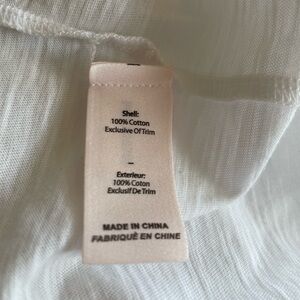 Shell:
100% Cotton
Exclusive Of Trim
–
Exterieur:
100% Coton
Exclusif De Trim
MADE IN CHINA
FABRIQUÉ EN CHINE